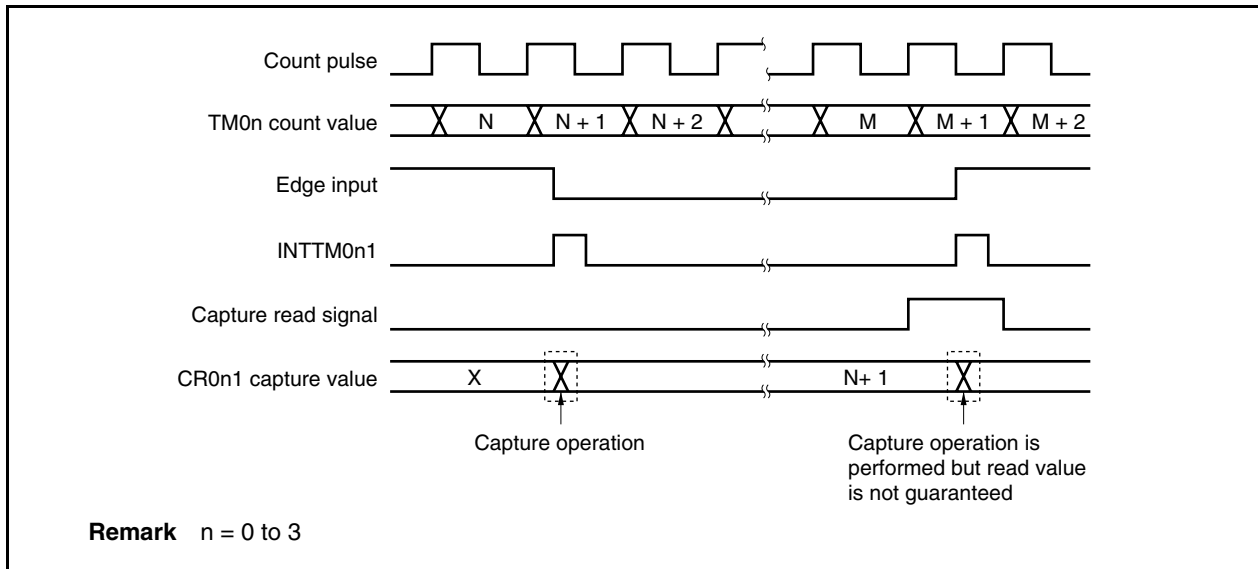 Count pulse
TM0n count value
N
N + 1
N + 2
M
M + 1
M + 2
Edge input
INTTM0n1
Capture read signal
CR0n1 capture value
X
N+ 1
Capture operation
Capture operation is
performed but read value
is not guaranteed
Remark n = 0 to 3